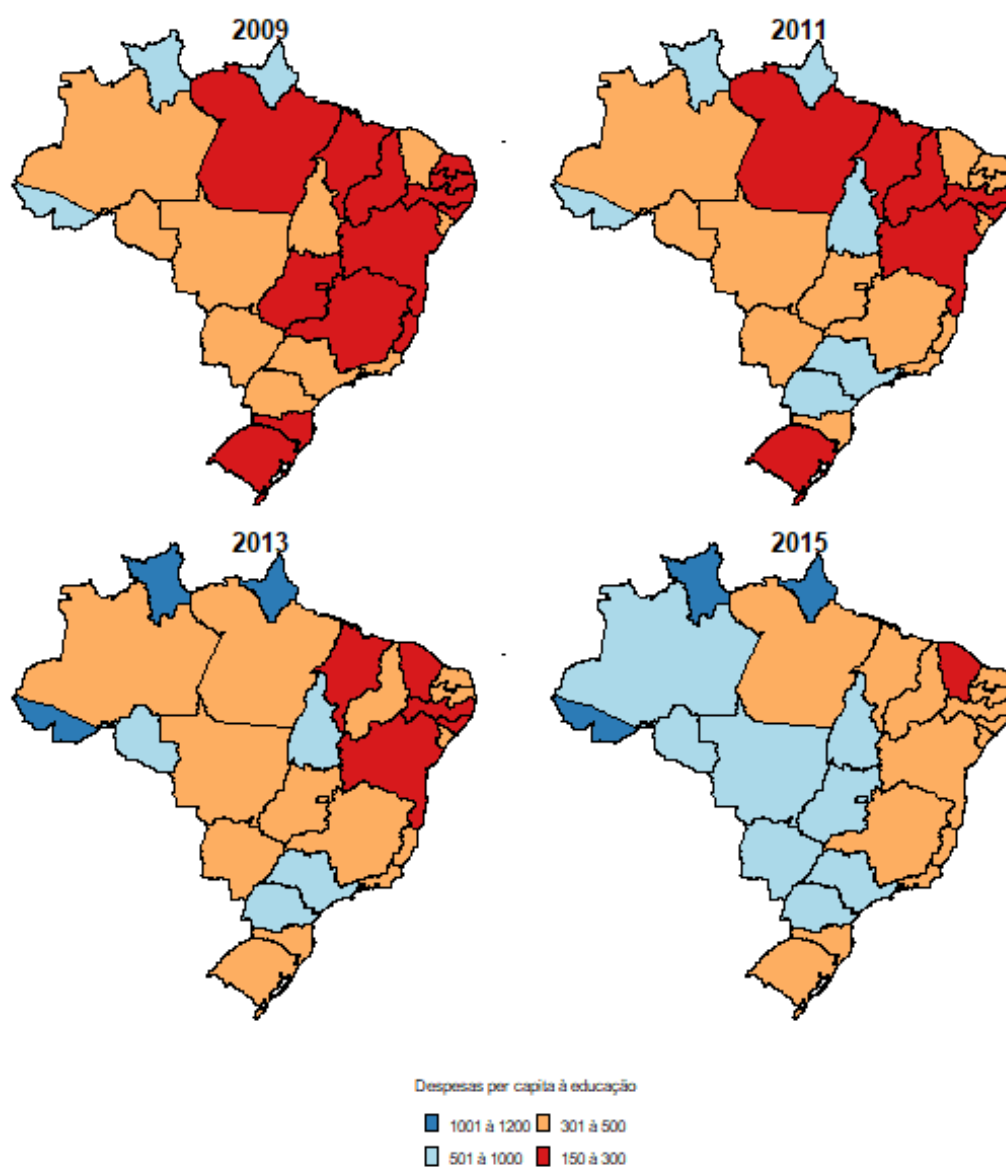 2009
2011
2013
2015
Despesas per capita à educação
1001 à 1200
301 à 500
501 à 1000
150 à 300